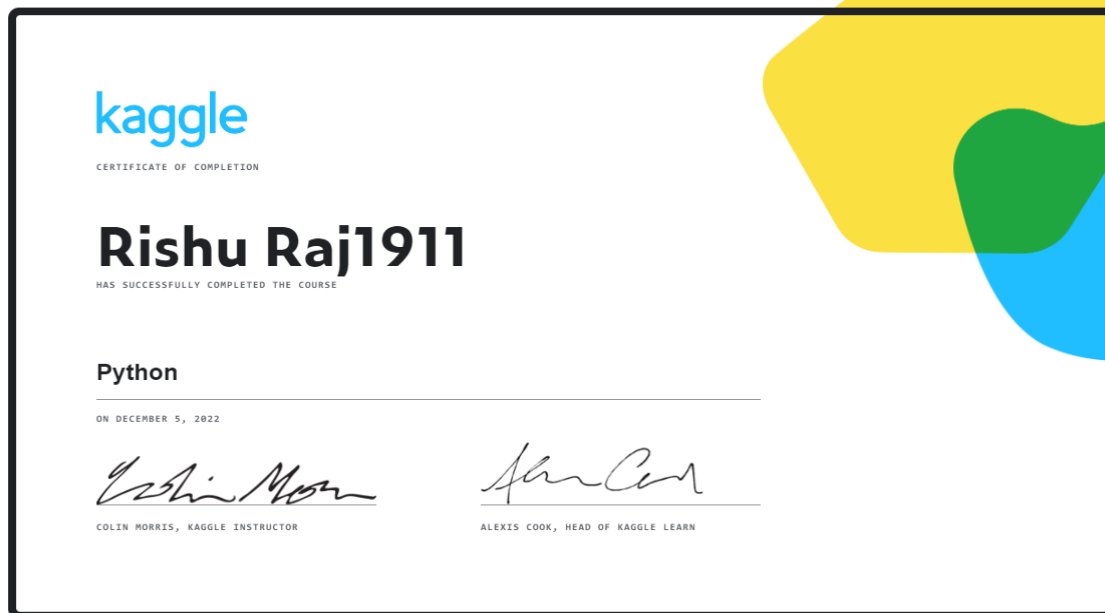 kaggle
CERTIFICATE OF COMPLETION
Rishu Raj1911
HAS SUCCESSFULLY COMPLETED THE COURSE
Python
ON DECEMBER 5, 2022
COLIN MORRIS, KAGGLE INSTRUCTOR
ALEXIS COOK, HEAD OF KAGGLE LEARN